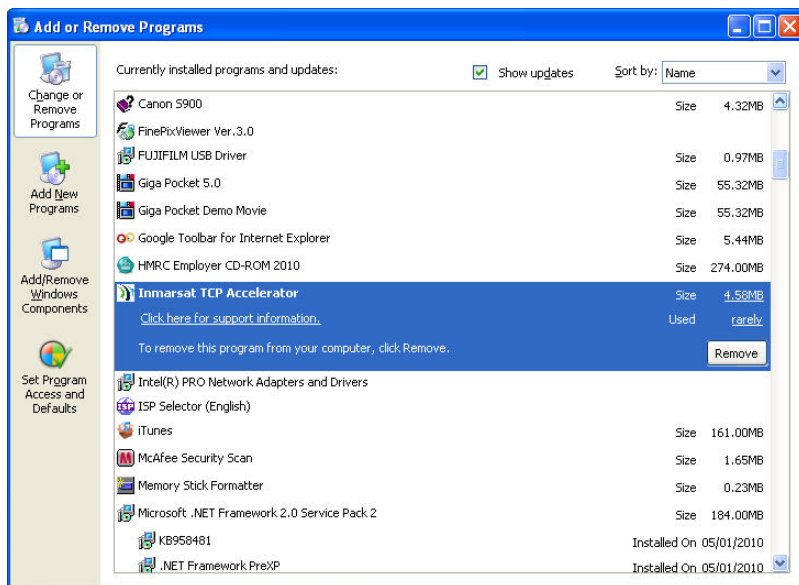 Add or Remove Programs
Change or
Remove
Programs
Add New
Programs
Add/Remove
Windows
Components
Set Program
Access and
Defaults
Currently installed programs and updates:
Show updates
Sort by: Name
Canon S900 Size 4.32MB
FinePixViewer Ver.3.0
FUJIFILM USB Driver Size 0.97MB
Giga Pocket 5.0 Size 55.32MB
Giga Pocket Demo Movie Size 55.32MB
Google Toolbar for Internet Explorer Size 5.44MB
HMRC Employer CD-ROM 2010 Size 274.00MB
Inmarsat TCP Accelerator Size 4.58MB
Click here for support information. Used rarely
To remove this program from your computer, click Remove. Remove
Intel(R) PRO Network Adapters and Drivers
ISP ISP Selector (English)
iTunes Size 161.00MB
McAfee Security Scan Size 1.65MB
Memory Stick Formatter Size 0.23MB
Microsoft .NET Framework 2.0 Service Pack 2 Size 184.00MB
KB958481 Installed On 05/01/2010
.NET Framework PreXP Installed On 05/01/2010